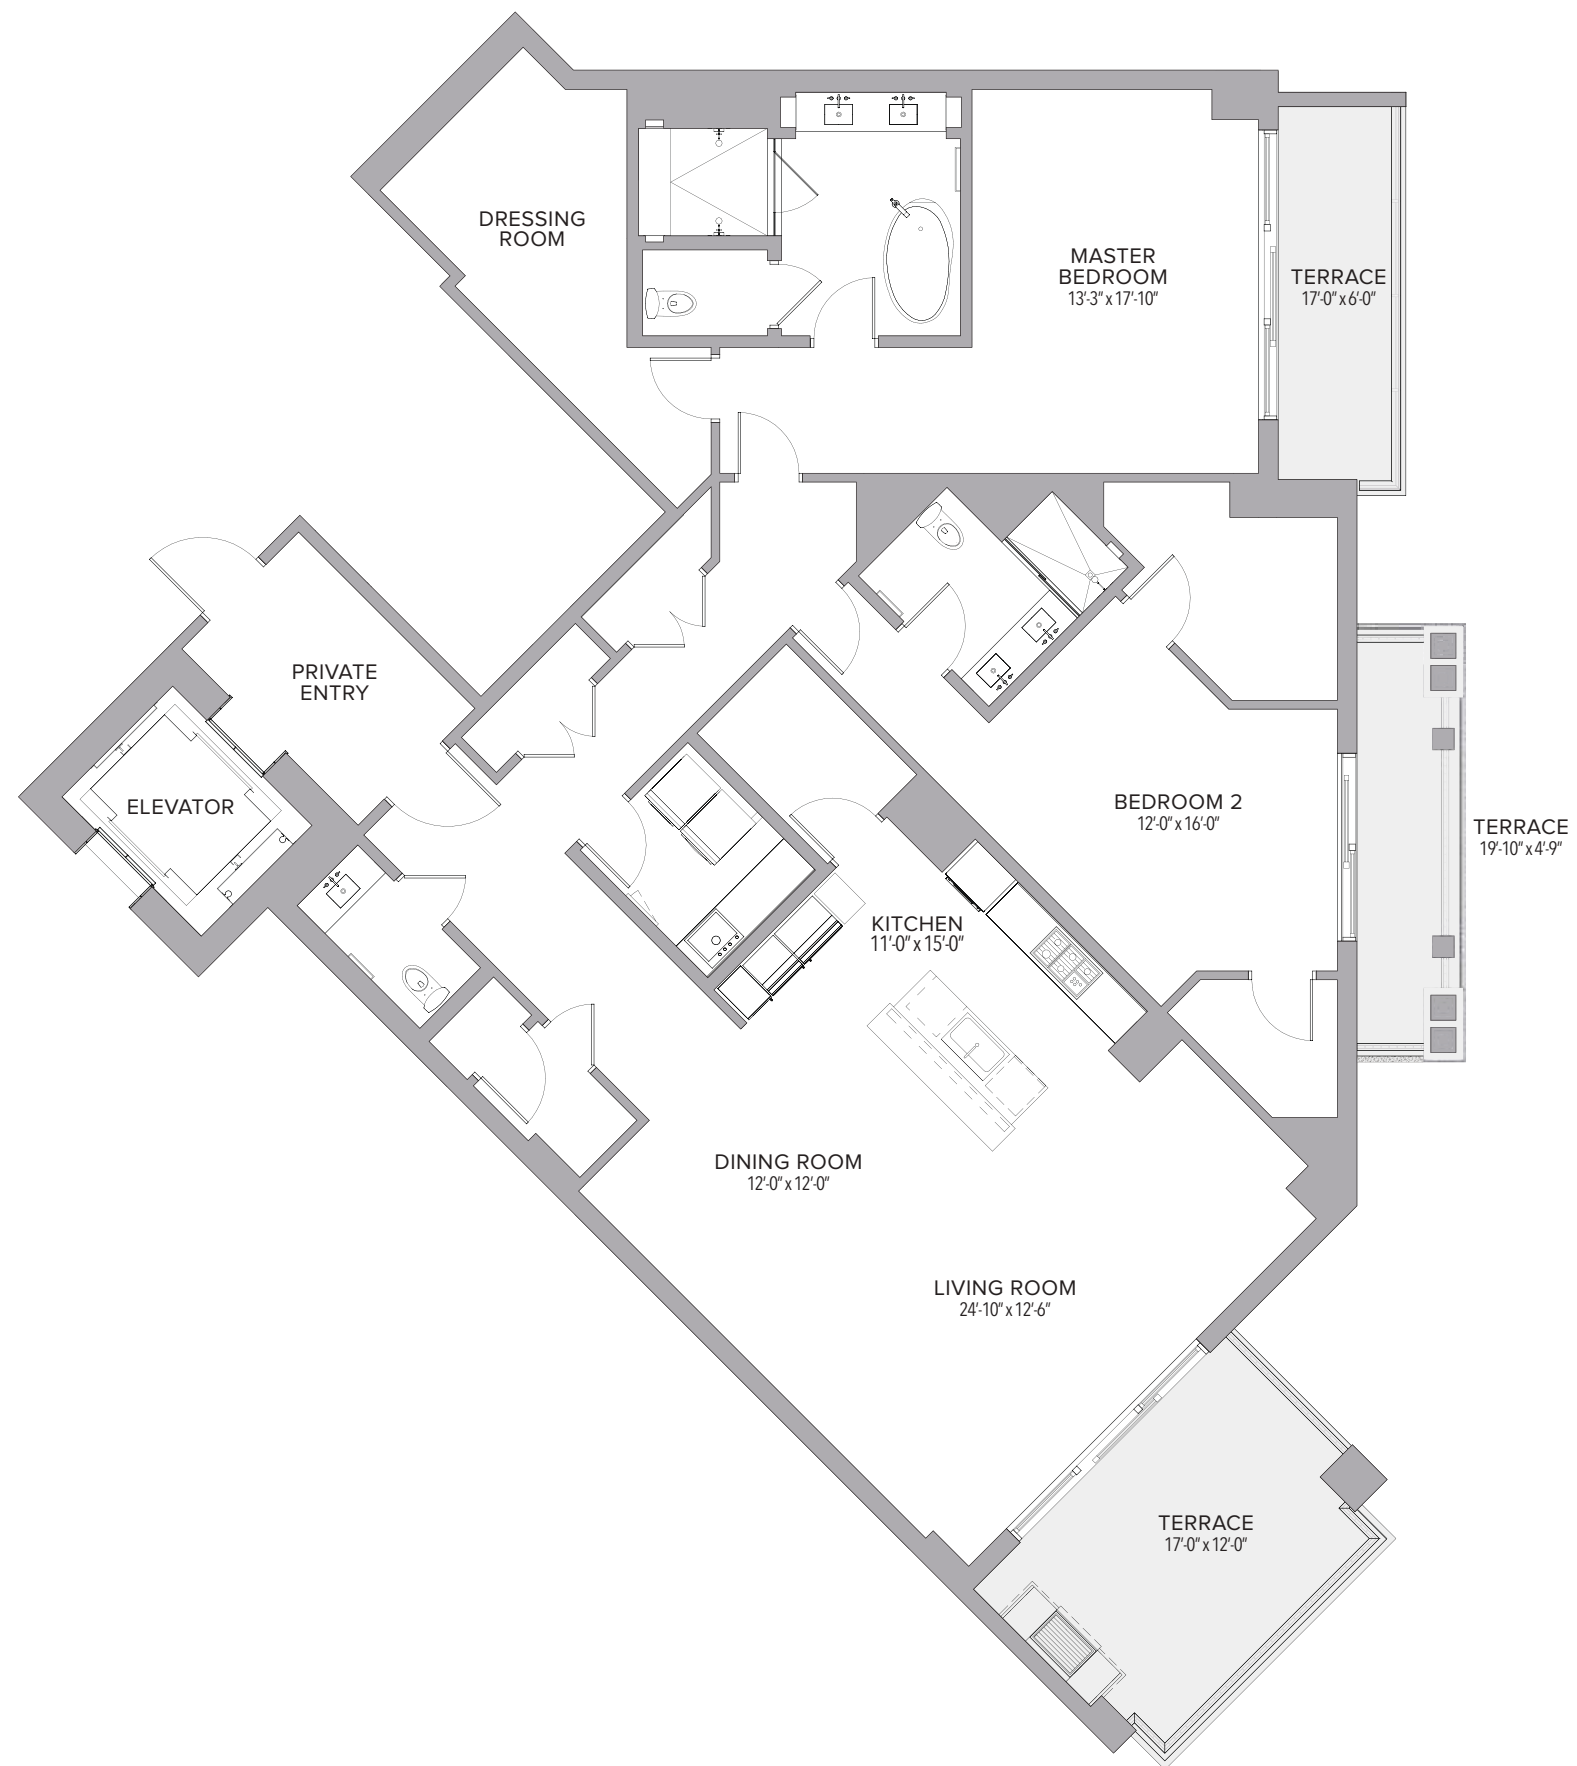 DRESSING
ROOM
MASTER
BEDROOM
13'-3" x 17'-10"
TERRACE
17'-0" x 6'-0"
PRIVATE
ENTRY
ELEVATOR
BEDROOM 2
12'-0" x 16'-0"
TERRACE
19'-10" x 4'-9"
KITCHEN
11'-0" x 15'-0"
DINING ROOM
12'-0" x 12'-0"
LIVING ROOM
24'-10" x 12'-6"
TERRACE
17'-0" x 12'-0"